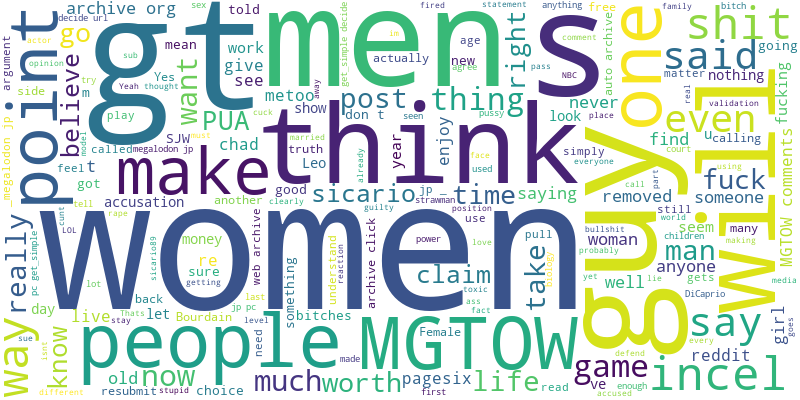 women
gt
men
think
s
guy
will
one
people
MGTOW
make
point
way
incel
say
said
shit
even
fuck
man
game
life
worth
much
now
know
really
believe
go
want
PUA
post
thing
right
time
take
claim
sicario
archive org
told
sex
fired
anything
statement
free
family
bitch
decide url
actor
opinion
argument
side
m
mean
work
give
see
Yes
play
metoo
show
actually
age
new
agree
im
comment
NBC
pass
auto archive
going
matter
nothing
fucking
real
validation
find
u
calling
court
using
MGTOW comments
removed
someone
simply
everyone
place
used
look
never
don t
enjoy
year
married
truth
Leo
chad
cuck
pussy
seen
away
try
sub
Yeah
thought
SJW
called
megalodon jp
model
feel
t
got
tell
cunt
rape
LOL
accusation
another
good
clearly
guilty
saying
jp
strawman
position
use
power
love
web archive
archive click
understand
reaction
something
money
re
sure
getting
last
level
need
jp pc
Bourdain
sicario89
pc get_simple
get_simple decide
lot
live
let
back
day
Thats
stay
sue
isnt
different
old
resubmit
stupid
choice
bitches
made
first
Female
toxic
ass
fact
biology
pull
pagesix
read
ve
enough
accused
defend
every
reddit
girl
goes
DiCaprio
gets
lie
yet
probably
bullshit
children
world
still
seem
woman
well
anyone
many
making
media
call
part
face
already
just